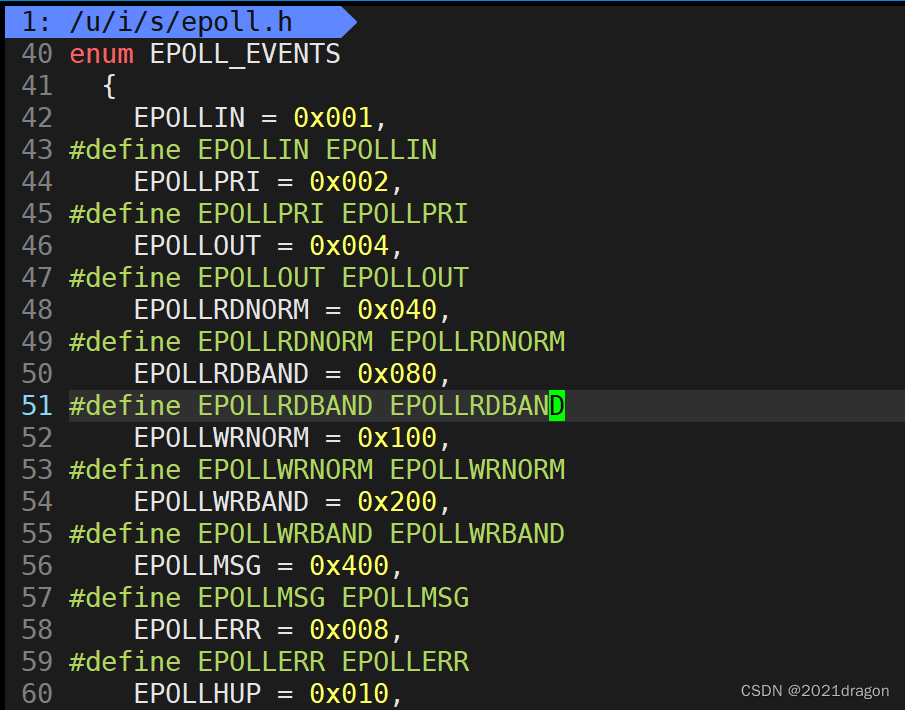 1: /u/i/s/epoll.h
40 enum EPOLL_EVENTS
41   {
42     EPOLLIN = 0x001,
43 #define EPOLLIN EPOLLIN
44     EPOLLPRI = 0x002,
45 #define EPOLLPRI EPOLLPRI
46     EPOLLOUT = 0x004,
47 #define EPOLLOUT EPOLLOUT
48     EPOLLRDNORM = 0x040,
49 #define EPOLLRDNORM EPOLLRDNORM
50     EPOLLRDBAND = 0x080,
51 #define EPOLLRDBAND EPOLLRDBAND
52     EPOLLWRNORM = 0x100,
53 #define EPOLLWRNORM EPOLLWRNORM
54     EPOLLWRBAND = 0x200,
55 #define EPOLLWRBAND EPOLLWRBAND
56     EPOLLMSG = 0x400,
57 #define EPOLLMSG EPOLLMSG
58     EPOLLERR = 0x008,
59 #define EPOLLERR EPOLLERR
60     EPOLLHUP = 0x010,
CSDN @2021dragon